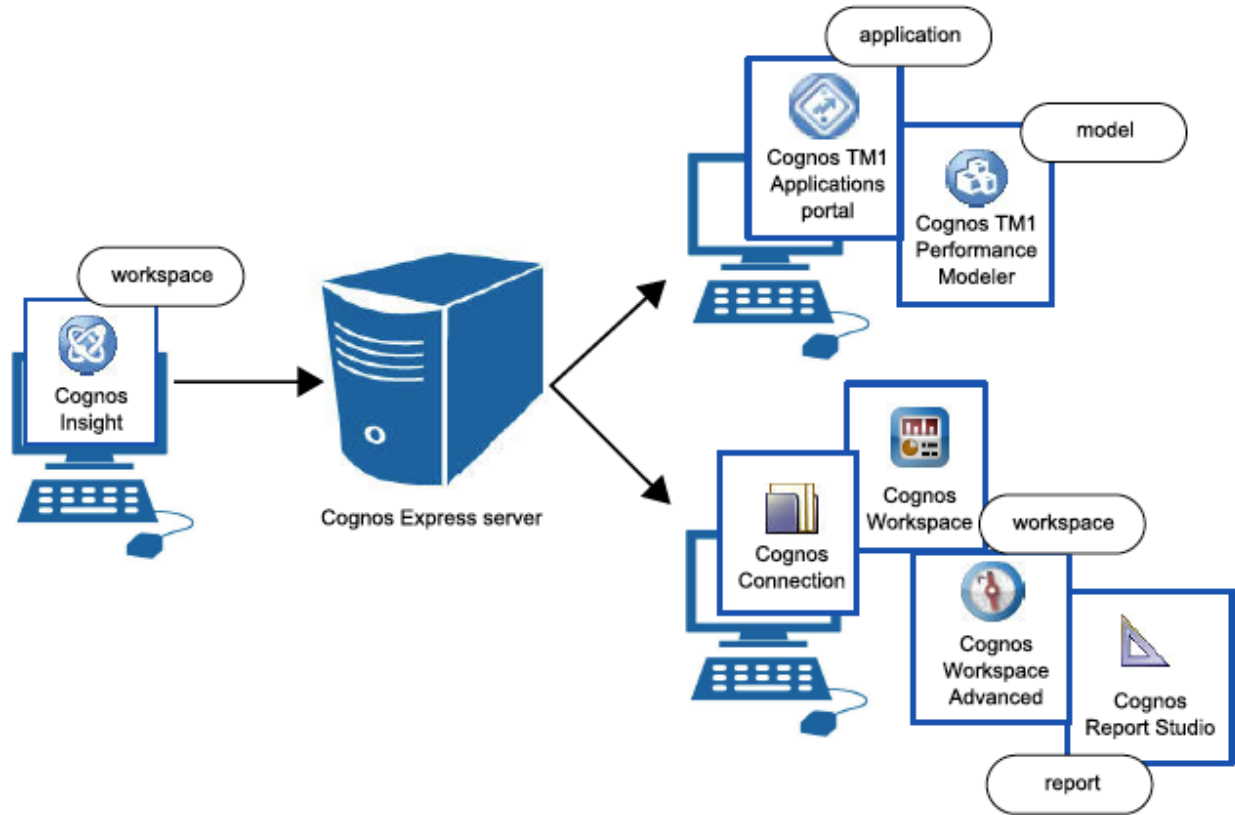 application
Cognos TM1
Applications
portal
model
Cognos TM1
Performance
Modeler
workspace
Cognos
Insight
Cognos Express server
Cognos
Workspace
Cognos
Connection
workspace
Cognos
Workspace
Advanced
Cognos
Report Studio
report